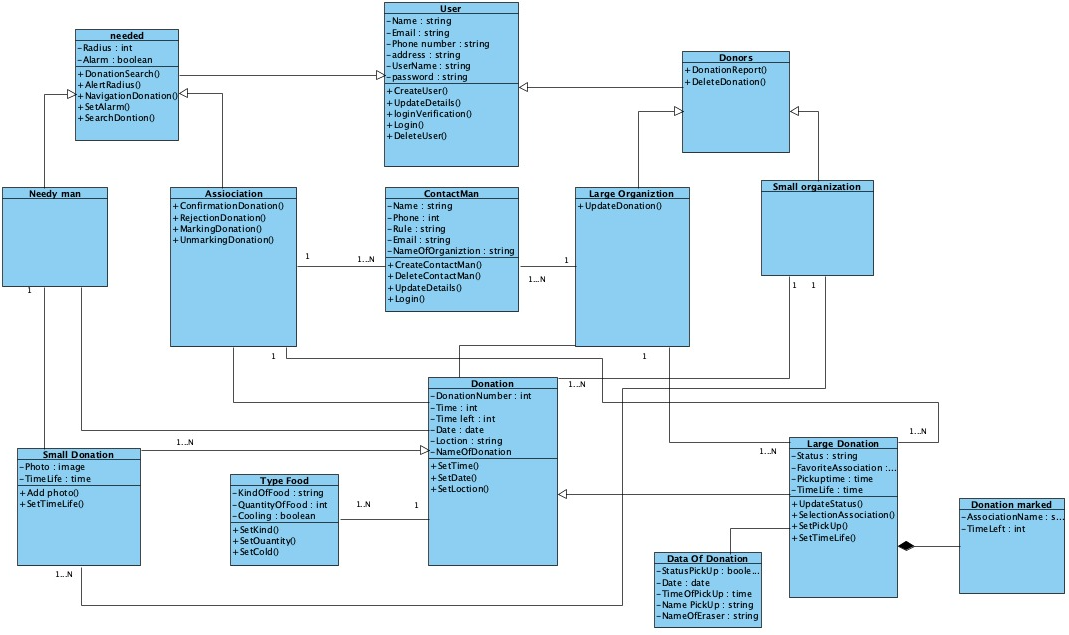 User
-Name : string
-Email : string
-Phone number : string
-address : string
-UserName : string
-password : string
+CreateUser()
+UpdateDetails()
+loginVerification()
+Login()
+DeleteUser()
needed
-Radius : int
-Alarm : boolean
+DonationSearch()
+AlertRadius()
+NavigationDonation()
+SetAlarm()
+SearchDontion()
Donors
+DonationReport()
+DeleteDonation()
Needy man
Assiociation
+ConfirmationDonation()
+RejectionDonation()
+MarkingDonation()
+UnmarkingDonation()
ContactMan
-Name : string
-Phone : int
-Rule : string
-Email : string
-NameOfOrganiztion : string
+CreateContactMan()
+DeleteContactMan()
+UpdateDetails()
+Login()
Large Organiztion
+UpdateDonation()
Small organization
1
1...N
1
1...N
1
1
1
1
1
1...N
Donation
-DonationNumber : int
-Time : int
-Time left : int
-Date : date
-Loction : string
-NameOfDonation
+SetTime()
+SetDate()
+SetLoction()
1...N
1...N
1...N
Small Donation
-Photo : image
-TimeLife : time
+Add photo()
+SetTimeLife()
1...N
Type Food
-KindOfFood : string
-QuantityOfFood : int
-Cooling : boolean
+SetKind()
+SetQuantity()
+SetCold()
1...N
1
Large Donation
-Status : string
-FavoriteAssociation :...
-Pickuptime : time
-TimeLife : time
+UpdateStatus()
+SelectionAssociation()
+SetPickUp()
+SetTimeLife()
Donation marked
-AssociationName : s...
-TimeLeft : int
Data Of Donation
-StatusPickUp : boole...
-Date : date
-TimeOfPickUp : time
-Name PickUp : string
-NameOfEraser : string